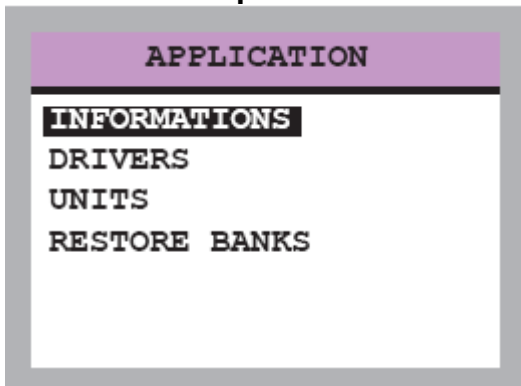 APPLICATION
INFORMATIONS
DRIVERS
UNITS
RESTORE BANKS